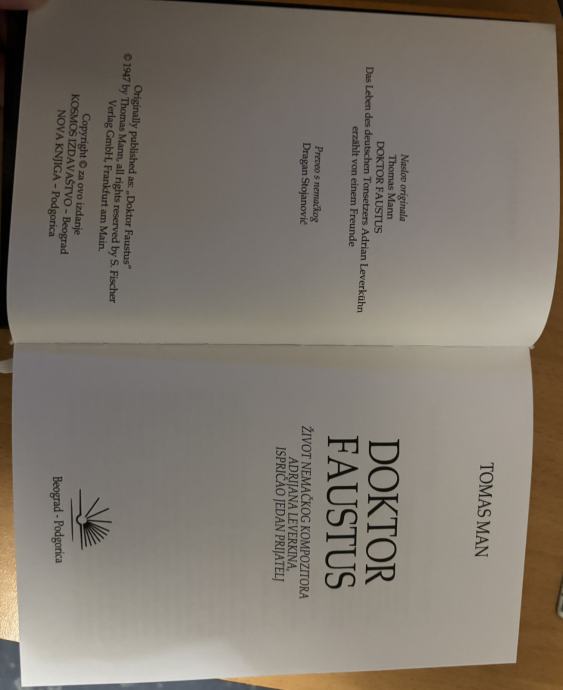 Naslov originala
Thomas Mann
DOKTOR FAUSTUS
Das Leben des deutschen Tonsetzers Adrian Leverkühn
erzählt von einem Freunde
Preveo s nemačkog
Dragan Stojanović
Originally published as: „Doktor Faustus“
© 1947 by Thomas Mann, all rights reserved by S. Fischer
Verlag GmbH, Frankfurt am Main.
Copyright © za ovo izdanje
KOSMOS IZDAVAŠTVO – Beograd
NOVA KNJIGA – Podgorica
TOMAS MAN
DOKTOR
FAUSTUS
ŽIVOT NEMAČKOG KOMPOZITORA
ADRIJANA LEVERKINA,
ISPRIČAO JEDAN PRIJATELJ
Beograd - Podgorica